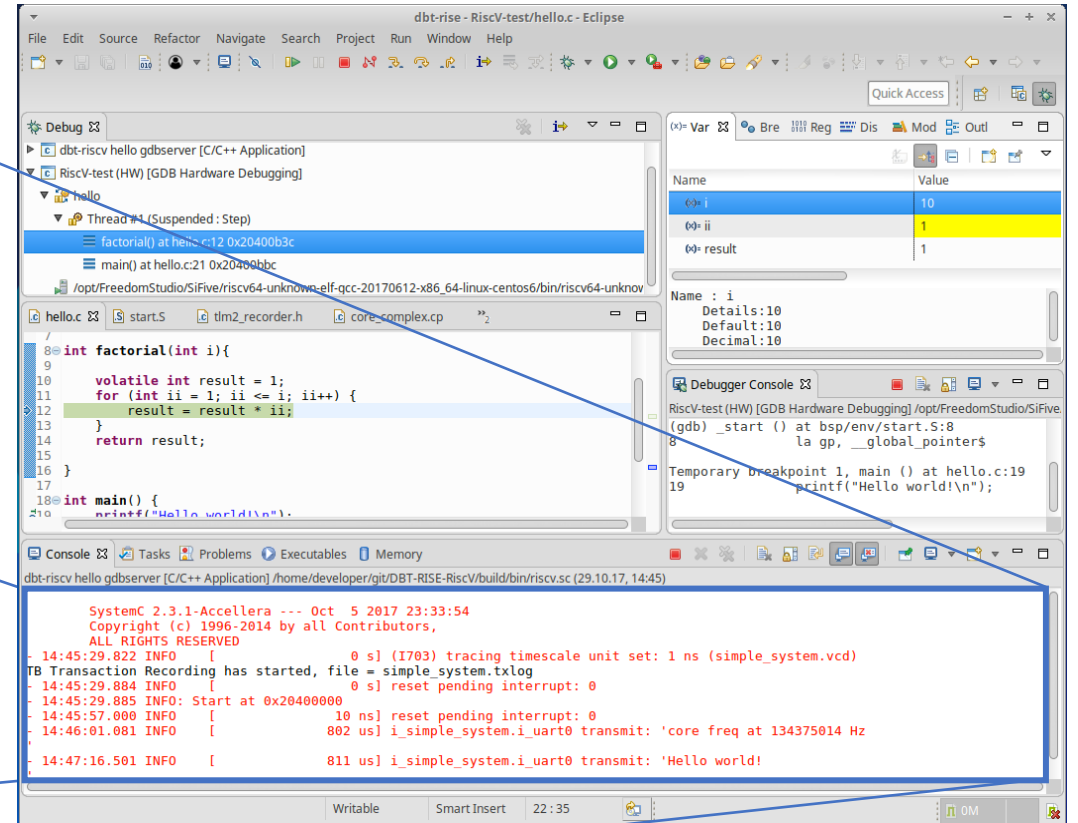 dbt-rise - RiscV-test/hello.c - Eclipse
File Edit Source Refactor Navigate Search Project Run Window Help
Quick Access
Debug
(x)= Var Bre Reg Dis Mod Outl
dbt-riscv hello gdbserver [C/C++ Application]
RiscV-test (HW) [GDB Hardware Debugging]
hello
Thread #1 (Suspended : Step)
factorial() at hello.c:12 0x20400b3c
main() at hello.c:21 0x20400bbc
/opt/FreedomStudio/SiFive/riscv64-unknown-elf-gcc-20170612-x86_64-linux-centos6/bin/riscv64-unknov
Name Value
(x)= i 10
(x)= ii 1
(x)= result 1
Name : i
Details:10
Default:10
Decimal:10
hello.c start.S tlm2_recorder.h core_complex.cp »2
7
8 int factorial(int i){
9
10 volatile int result = 1;
11 for (int ii = 1; ii <= i; ii++) {
12 result = result * ii;
13 }
14 return result;
15
16 }
17
18 int main() {
19 printf("Hello world!\n");
Debugger Console
RiscV-test (HW) [GDB Hardware Debugging] /opt/FreedomStudio/SiFive.
(gdb) _start () at bsp/env/start.S:8
8 la gp, __global_pointer$
Temporary breakpoint 1, main () at hello.c:19
19 printf("Hello world!\n");
Console Tasks Problems Executables Memory
dbt-riscv hello gdbserver [C/C++ Application] /home/developer/git/DBT-RISE-RiscV/build/bin/riscv.sc (29.10.17, 14:45)
SystemC 2.3.1-Accellera --- Oct 5 2017 23:33:54
Copyright (c) 1996-2014 by all Contributors,
ALL RIGHTS RESERVED
- 14:45:29.822 INFO [ 0 s] (I703) tracing timescale unit set: 1 ns (simple_system.vcd)
TB Transaction Recording has started, file = simple_system.txlog
- 14:45:29.884 INFO [ 0 s] reset pending interrupt: 0
- 14:45:29.885 INFO: Start at 0x20400000
- 14:45:57.000 INFO [ 10 ns] reset pending interrupt: 0
- 14:46:01.081 INFO [ 802 us] i_simple_system.i_uart0 transmit: 'core freq at 134375014 Hz
'
- 14:47:16.501 INFO [ 811 us] i_simple_system.i_uart0 transmit: 'Hello world!
'
Writable Smart Insert 22 : 35 0M